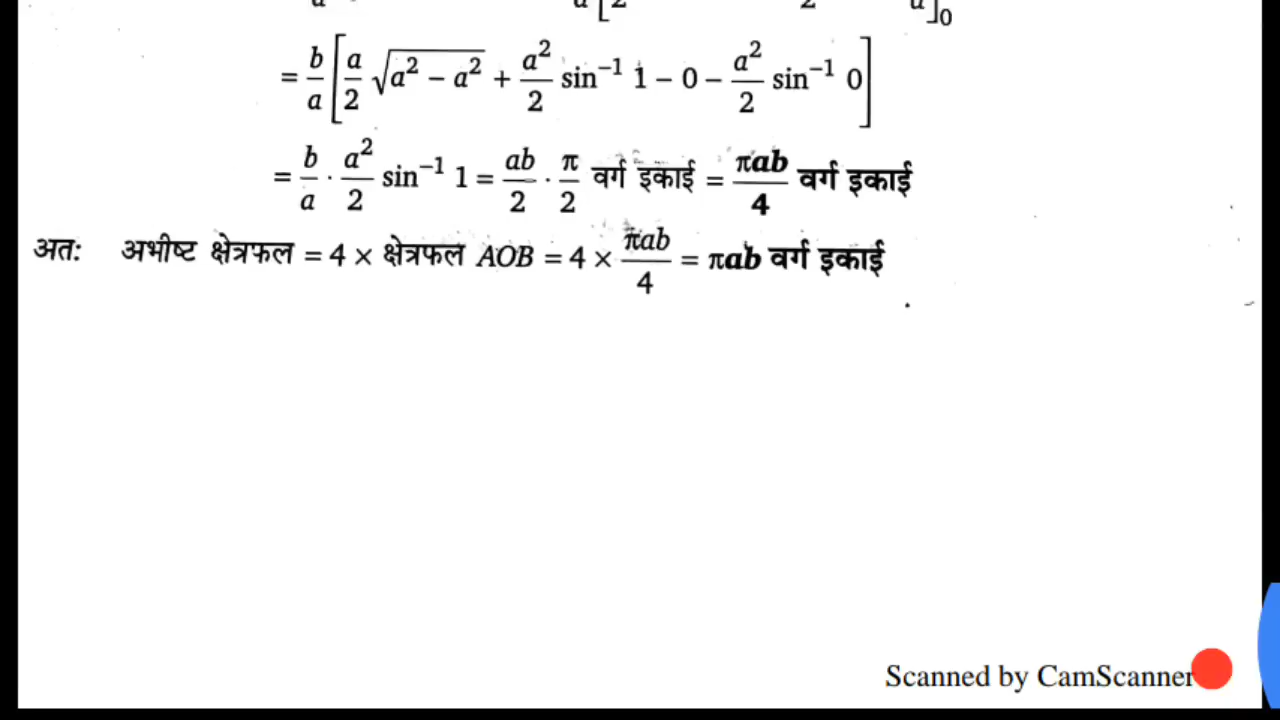 = b/a [a/2 √(a² − a²) + a²/2 sin⁻¹ 1 − 0 − a²/2 sin⁻¹ 0]
= b/a · a²/2 sin⁻¹ 1 = ab/2 · π/2 वर्ग इकाई = πab/4 वर्ग इकाई
अतः अभीष्ट क्षेत्रफल = 4 × क्षेत्रफल AOB = 4 × πab/4 = πab वर्ग इकाई
Scanned by CamScanner